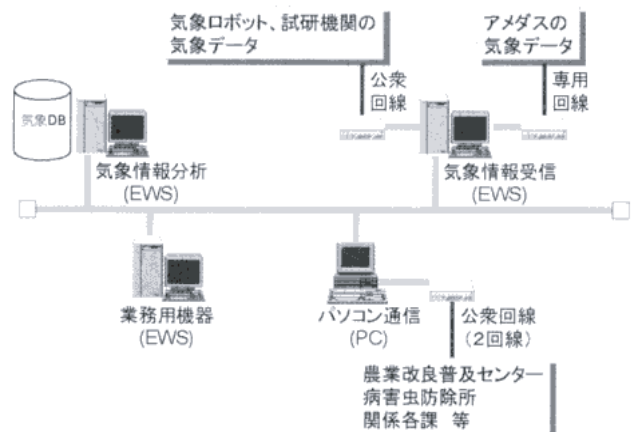 気象ロボット、試研機関の
気象データ
アメダスの
気象データ
公衆
回線
専用
回線
気象DB
気象情報分析
(EWS)
気象情報受信
(EWS)
業務用機器
(EWS)
パソコン通信
(PC)
公衆回線
(2回線)
農業改良普及センター
病害虫防除所
関係各課 等